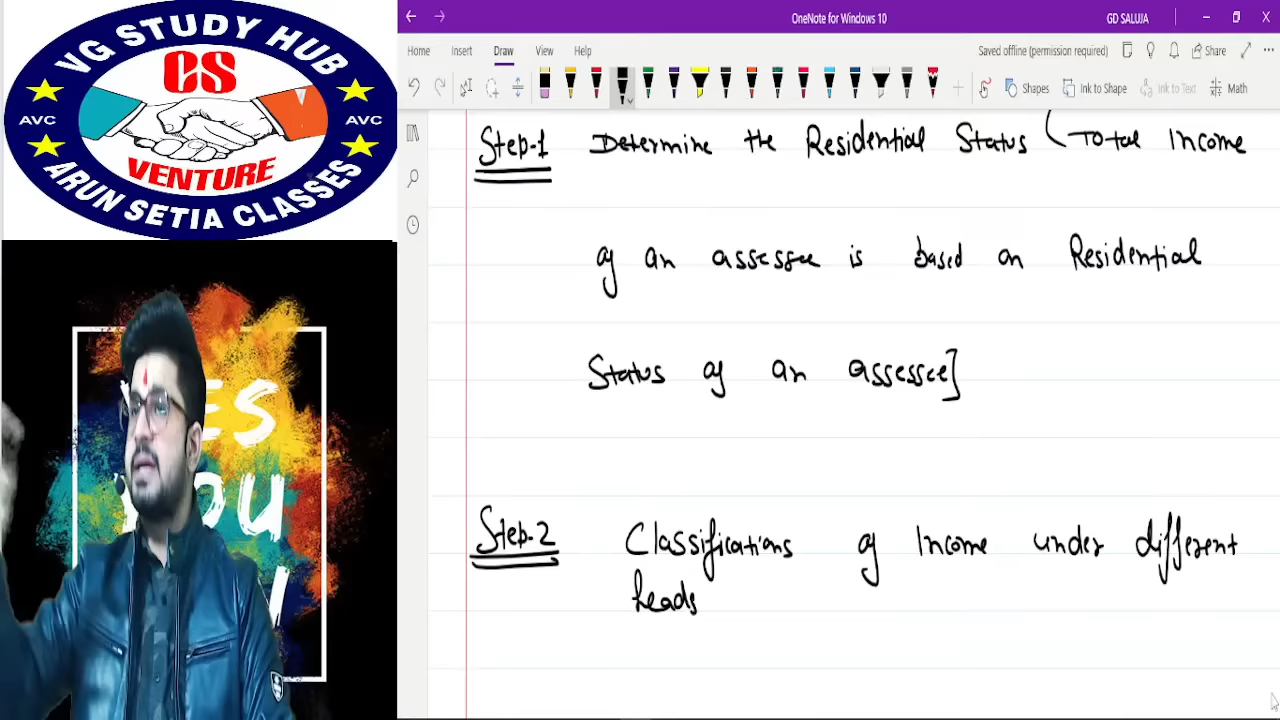 VG STUDY HUB
CS
AVC
AVC
VENTURE
ARUN SETIA CLASSES
YES
YOU
OneNote for Windows 10
GD SALUJA
Home Insert Draw View Help
Saved offline (permission required)
Share
Shapes
Ink to Shape
Ink to Text
Math
Step-1 Determine the Residential Status (Total Income
of an assessee is based on Residential
Status of an assessee]
Step-2 Classifications of Income under different
heads